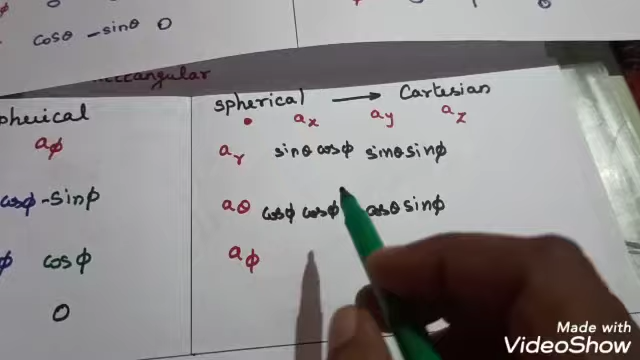 ϕ
cosθ -sinθ 0
θ
Rectangular
pherical
aϕ
cosϕ -sinϕ
ϕ cosϕ
0
spherical → Cartesian
• ax ay az
ar sinθ cosϕ sinθ sinϕ
aθ cosϕ cosϕ cosθ sinϕ
aϕ
Made with
VideoShow